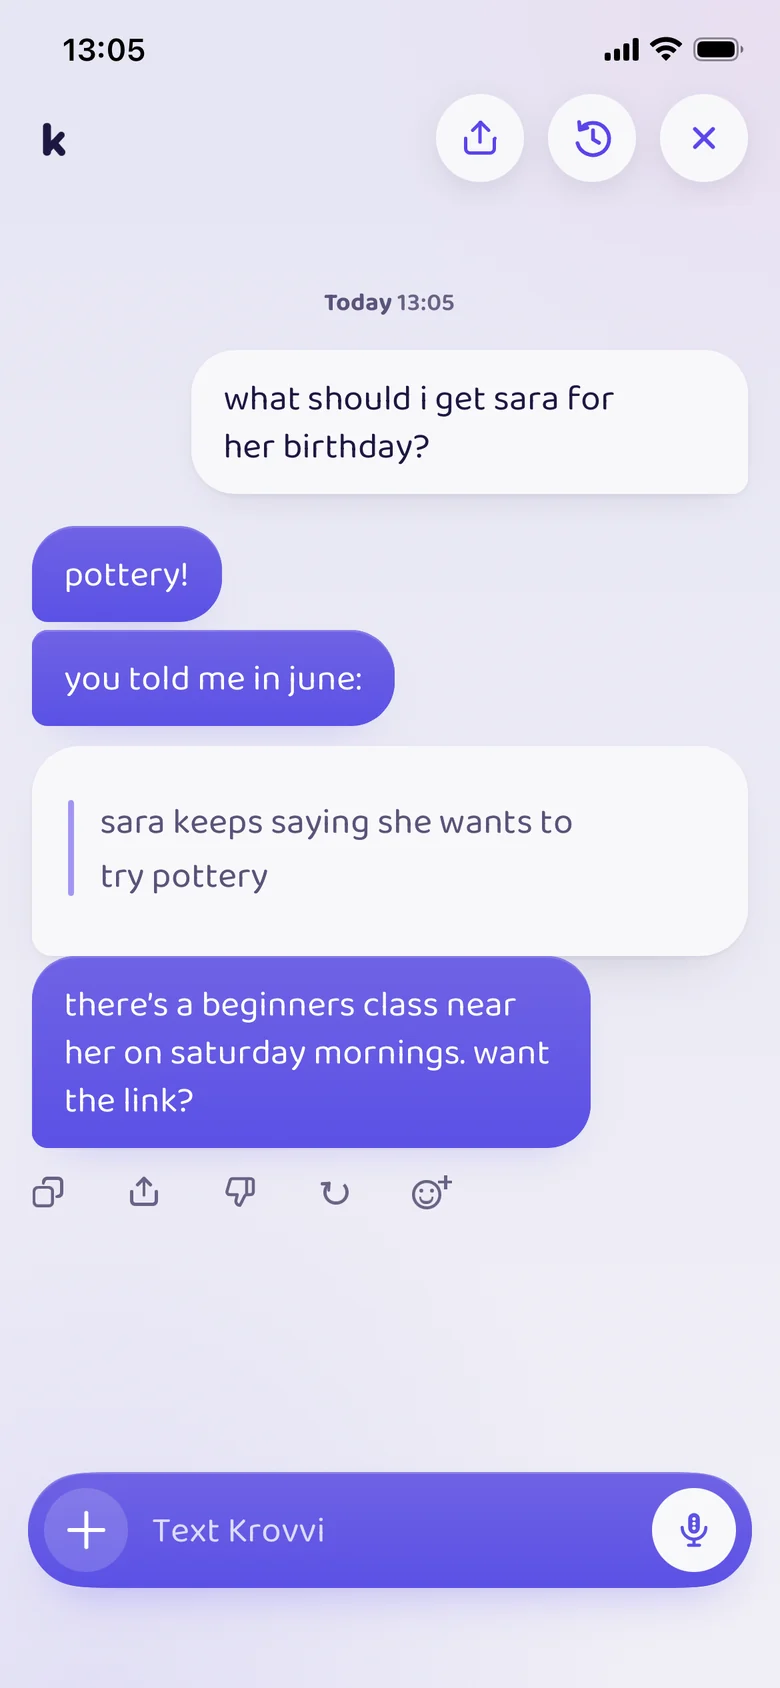 13:05
k
Today 13:05
what should i get sara for
her birthday?
pottery!
you told me in june:
sara keeps saying she wants to
try pottery
there's a beginners class near
her on saturday mornings. want
the link?
Text Krovvi